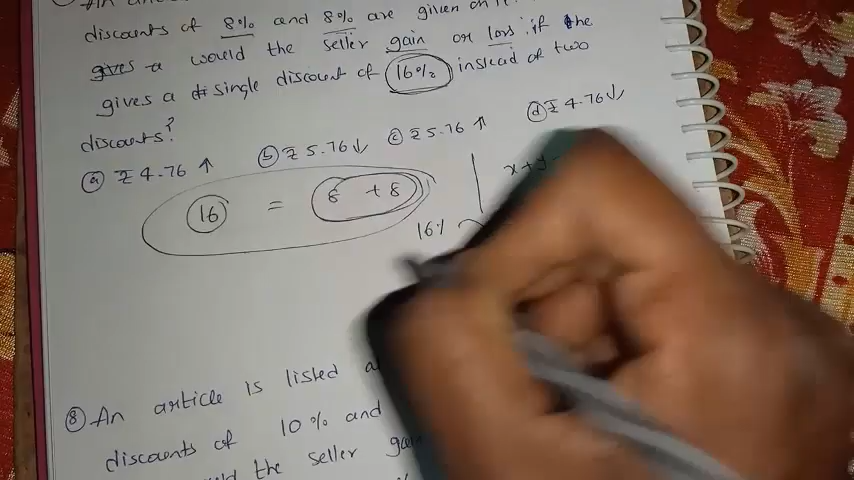 discounts of 8% and 8% are given on it.
would the seller gain or loss if the
gives a single discount of 16% instead of two
discounts?
ⓐ ₹ 4.76 ↑ ⓑ ₹ 5.76 ↓ ⓒ ₹ 5.76 ↑ ⓓ ₹ 4.76 ↓
16 = 8 + 8
x+y
16%
⑧ An article is listed
discounts of 10% and
the seller